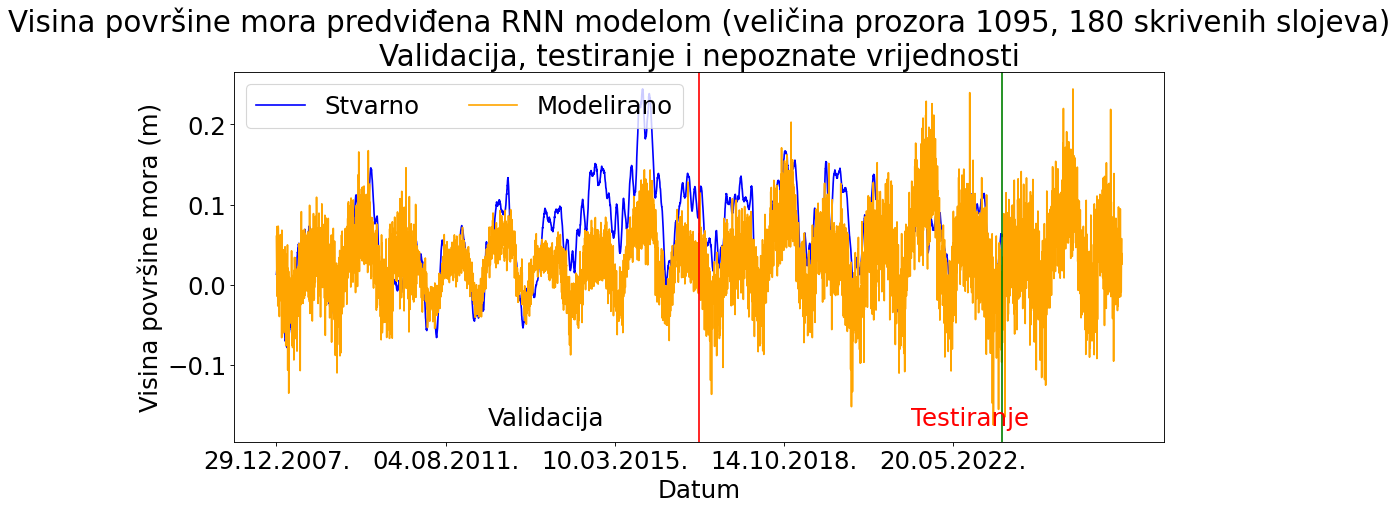 Visina površine mora predviđena RNN modelom (veličina prozora 1095, 180 skrivenih slojeva)
Validacija, testiranje i nepoznate vrijednosti
Stvarno Modelirano
Visina površine mora (m)
0.2
0.1
0.0
−0.1
Validacija Testiranje
29.12.2007. 04.08.2011. 10.03.2015. 14.10.2018. 20.05.2022.
Datum